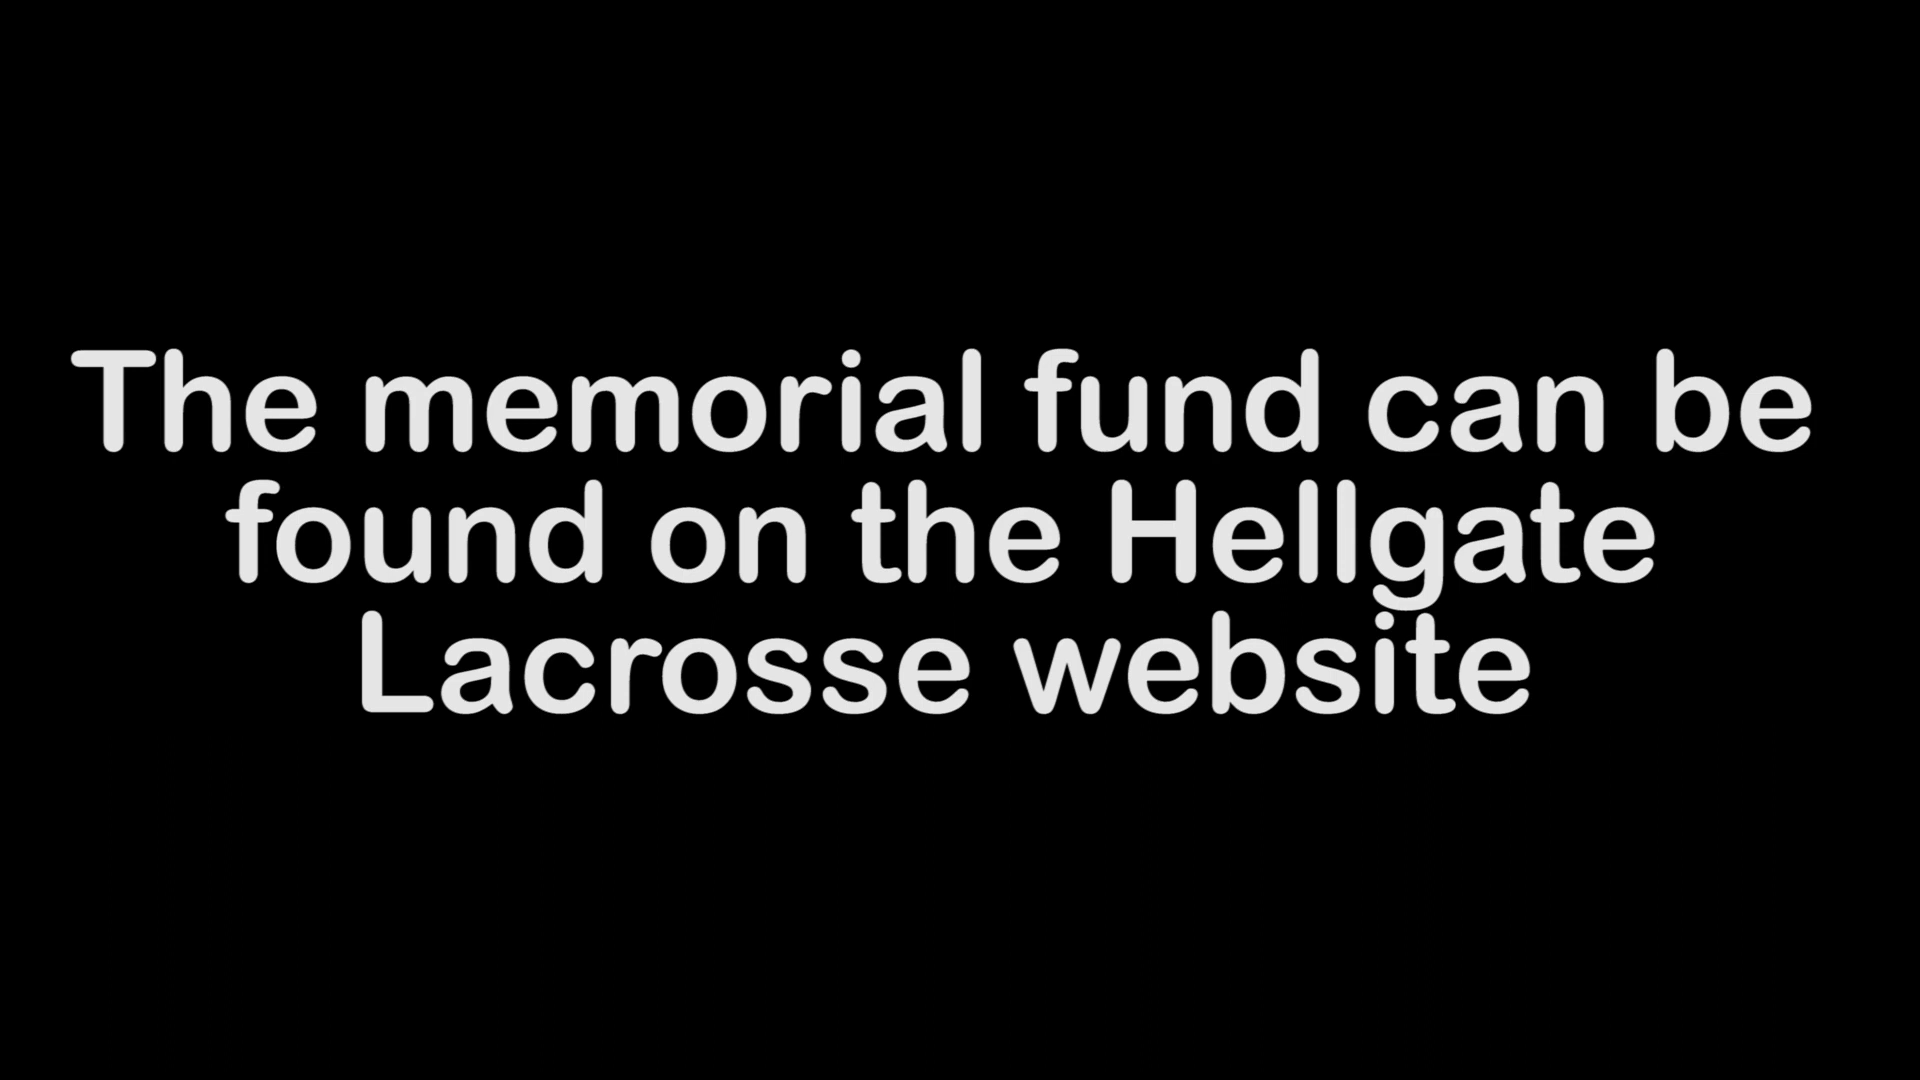 The memorial fund can be
found on the Hellgate
Lacrosse website